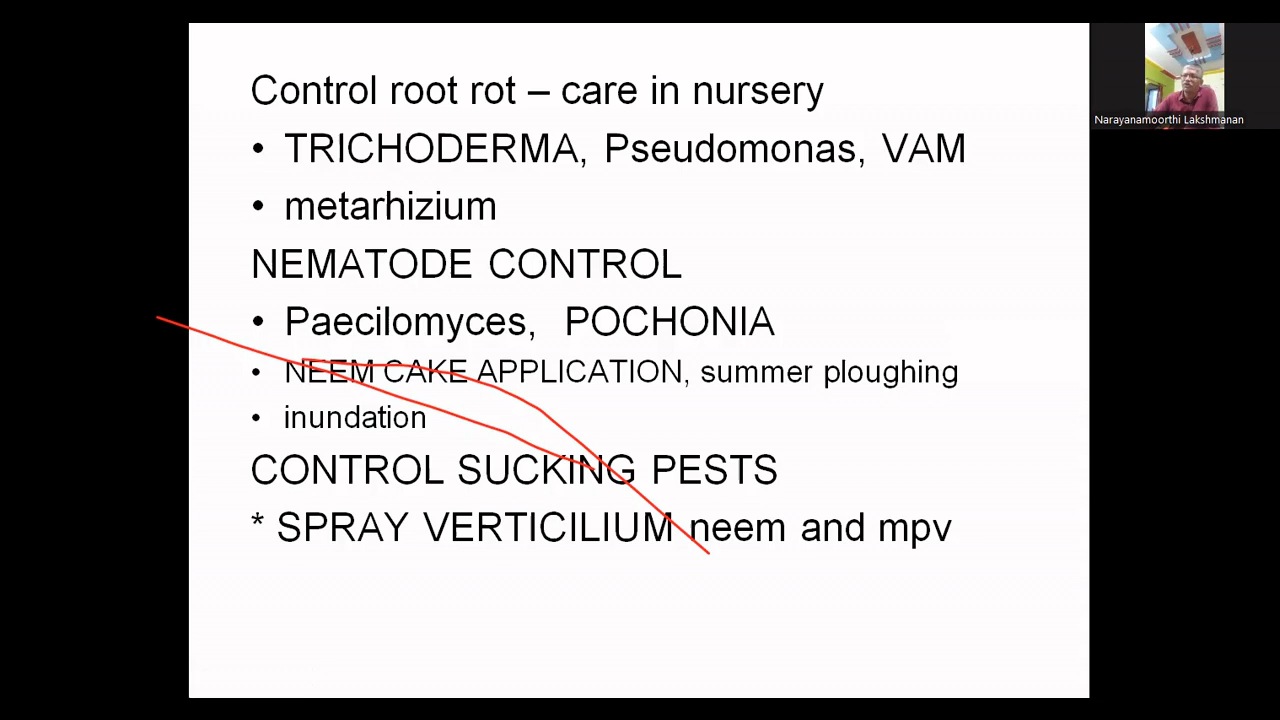 Control root rot – care in nursery
• TRICHODERMA, Pseudomonas, VAM
• metarhizium
NEMATODE CONTROL
• Paecilomyces, POCHONIA
• NEEM CAKE APPLICATION, summer ploughing
• inundation
CONTROL SUCKING PESTS
* SPRAY VERTICILIUM neem and mpv
Narayanamoorthi Lakshmanan